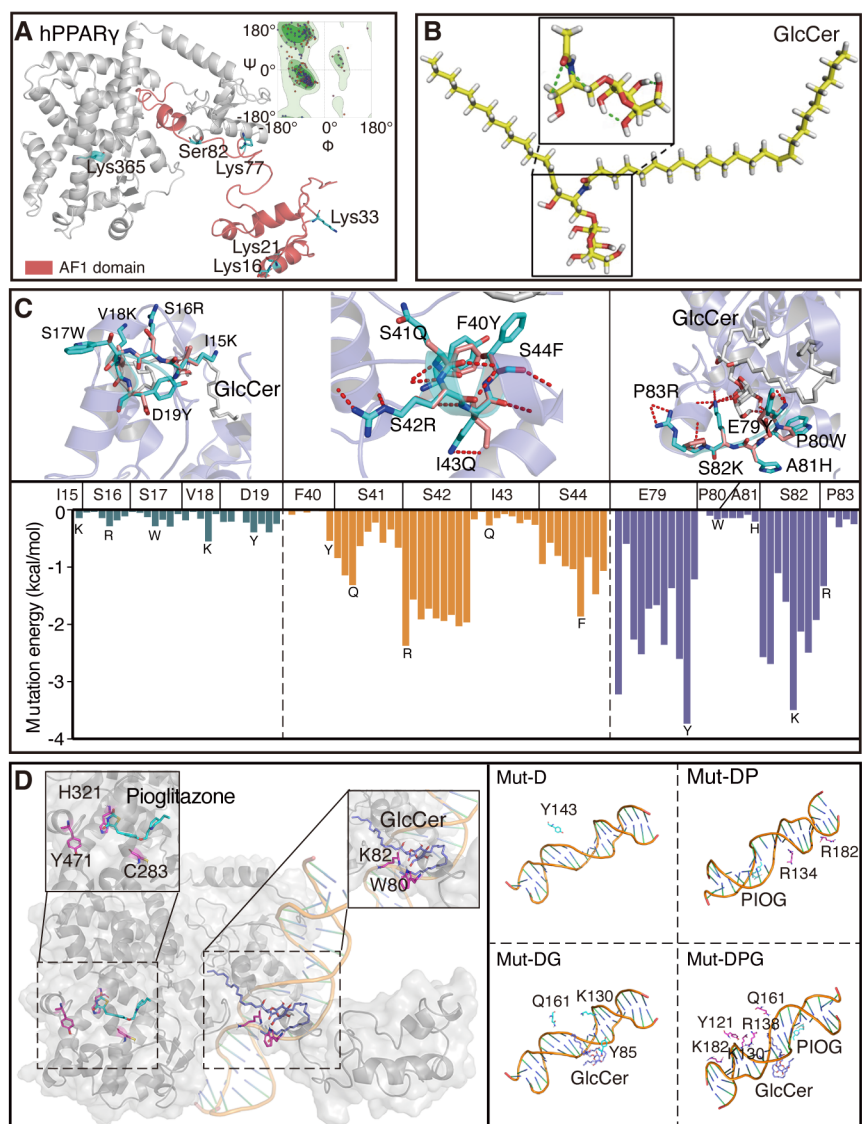 A hPPARγ
180°
Ψ 0°
-180°
-180° 0° 180°
Φ
Ser82
Lys77
Lys365
Lys33
Lys21
Lys16
AF1 domain
B
GlcCer
C
V18K
S16R
S17W
I15K
GlcCer
D19Y
S41Q
F40Y
S44F
S42R
I43Q
GlcCer
P83R
E79Y
P80W
S82K
A81H
I15 S16 S17 V18 D19 F40 S41 S42 I43 S44 E79 P80 A81 S82 P83
Mutation energy (kcal/mol)
0
-1
-2
-3
-4
K R W K Y Y Q R Q F Y W H K R
D
H321
Pioglitazone
Y471
C283
GlcCer
K82
W80
Mut-D
Y143
Mut-DP
R182
R134
PIOG
Mut-DG
Q161
K130
Y85
GlcCer
Mut-DPG
Q161
Y121
R138
K182
K130
PIOG
GlcCer